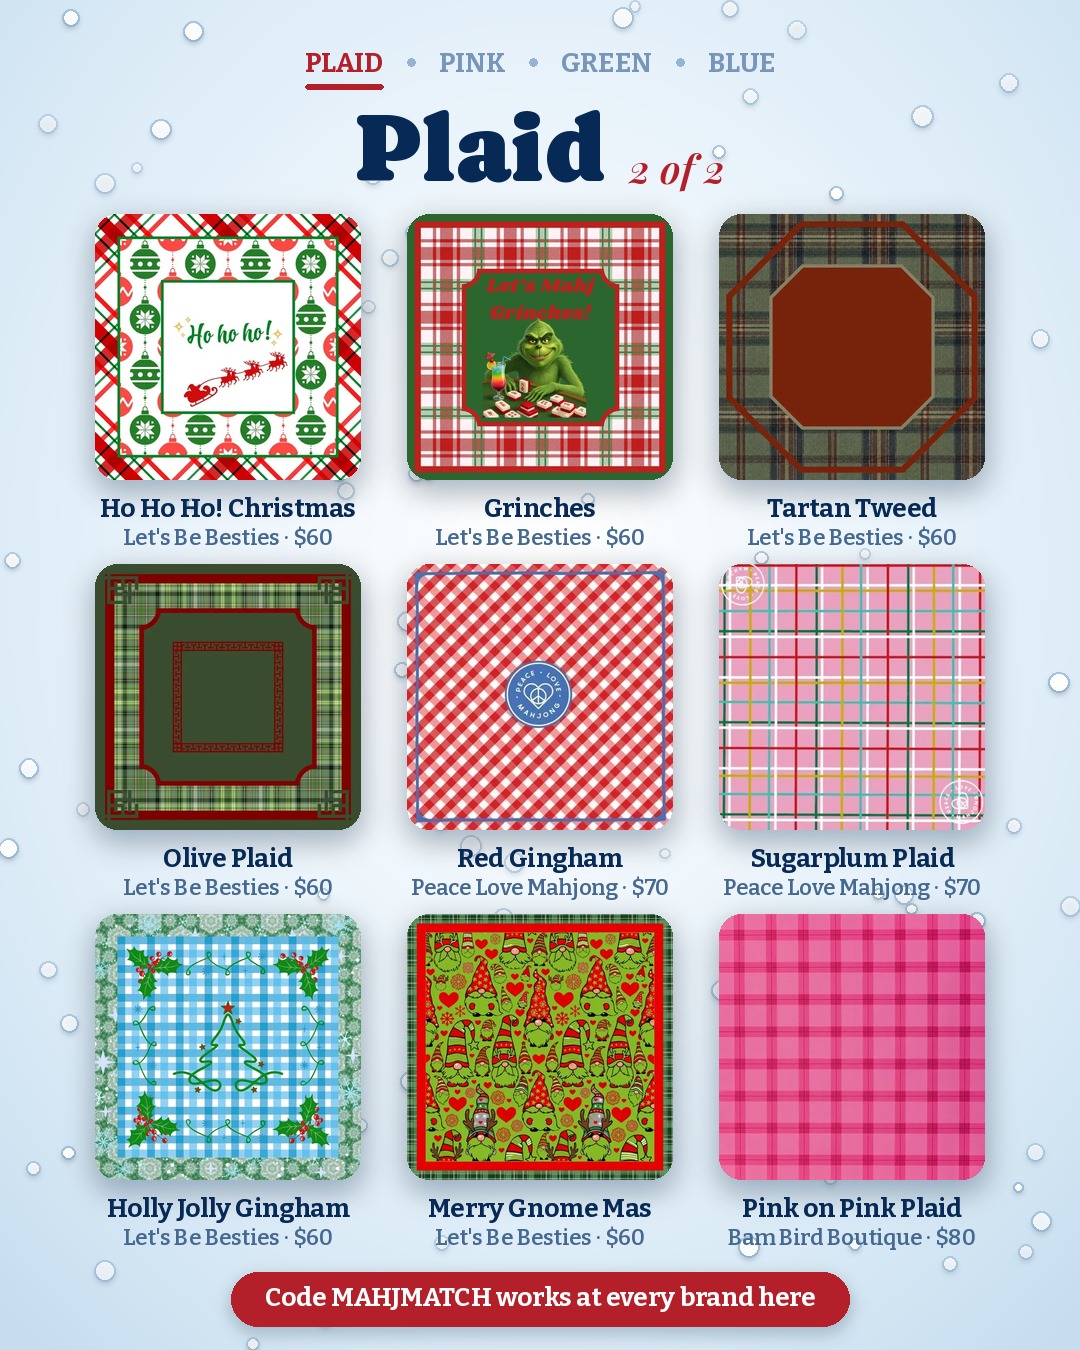 PLAID • PINK • GREEN • BLUE
Plaid 2 of 2
Ho ho ho!
Let's Mahj
Grinches!
Ho Ho Ho! Christmas
Let's Be Besties · $60
Grinches
Let's Be Besties · $60
Tartan Tweed
Let's Be Besties · $60
PEACE · LOVE
MAHJONG
Olive Plaid
Let's Be Besties · $60
Red Gingham
Peace Love Mahjong · $70
Sugarplum Plaid
Peace Love Mahjong · $70
Holly Jolly Gingham
Let's Be Besties · $60
Merry Gnome Mas
Let's Be Besties · $60
Pink on Pink Plaid
Bam Bird Boutique · $80
Code MAHJMATCH works at every brand here